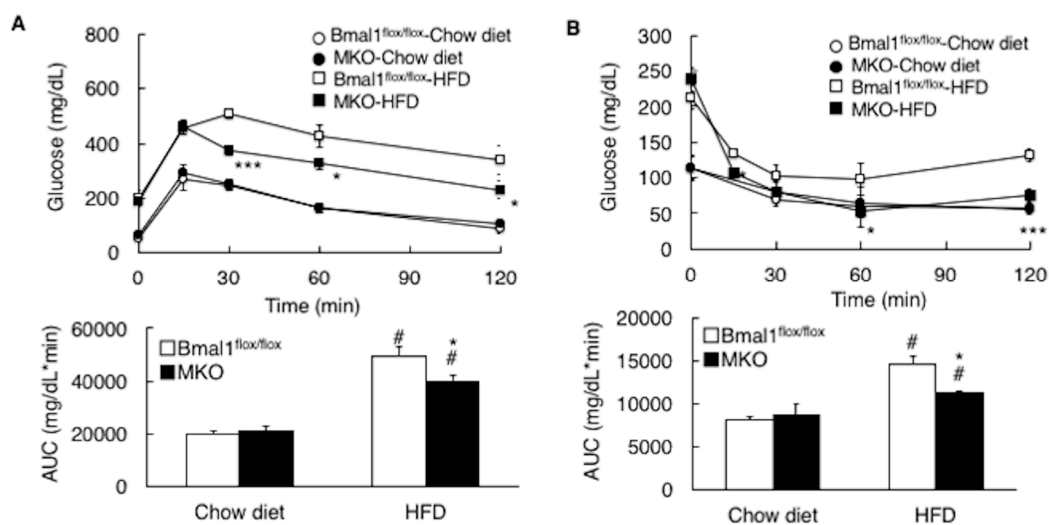 A
Glucose (mg/dL)
800
600
400
200
0
Bmal1flox/flox-Chow diet
MKO-Chow diet
Bmal1flox/flox-HFD
MKO-HFD
***
*
*
0 30 60 90 120
Time (min)
AUC (mg/dL*min)
60000
40000
20000
0
Bmal1flox/flox
MKO
#
*
#
Chow diet HFD
B
Glucose (mg/dL)
300
250
200
150
100
50
0
Bmal1flox/flox-Chow diet
MKO-Chow diet
Bmal1flox/flox-HFD
MKO-HFD
*
*
***
0 30 60 90 120
Time (min)
AUC (mg/dL*min)
20000
15000
10000
5000
0
Bmal1flox/flox
MKO
#
*
#
Chow diet HFD